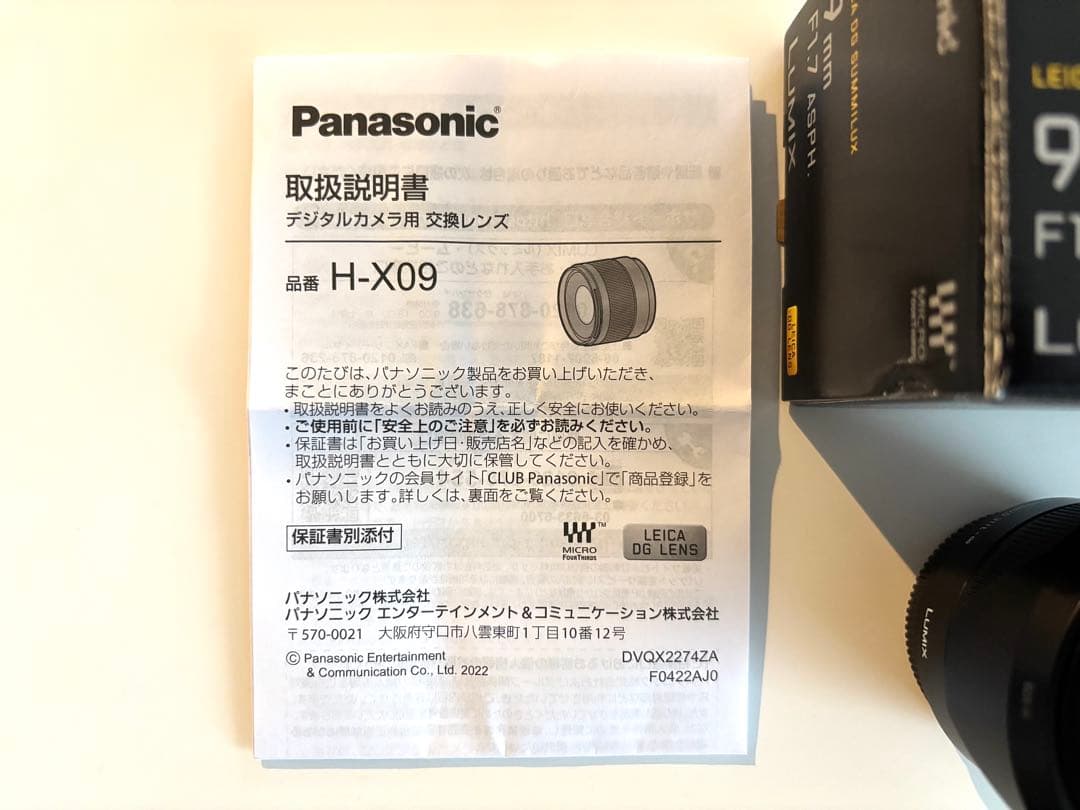 Panasonic®
取扱説明書
デジタルカメラ用 交換レンズ
品番 H-X09
このたびは、パナソニック製品をお買い上げいただき、
まことにありがとうございます。
・取扱説明書をよくお読みのうえ、正しく安全にお使いください。
・ご使用前に「安全上のご注意」を必ずお読みください。
・保証書は「お買い上げ日・販売店名」などの記入を確かめ、
取扱説明書とともに大切に保管してください。
・パナソニックの会員サイト「CLUB Panasonic」で「商品登録」を
お願いします。詳しくは、裏面をご覧ください。
保証書別添付
MICRO
FOURTHIRDS
TM
LEICA
DG LENS
パナソニック株式会社
パナソニック エンターテインメント＆コミュニケーション株式会社
〒570-0021 大阪府守口市八雲東町1丁目10番12号
© Panasonic Entertainment
& Communication Co., Ltd. 2022
DVQX2274ZA
F0422AJ0
DG SUMMILUX
9 mm
F1.7 ASPH.
LUMIX
LEICA
DG LENS
MICRO
9
F1
LUMIX